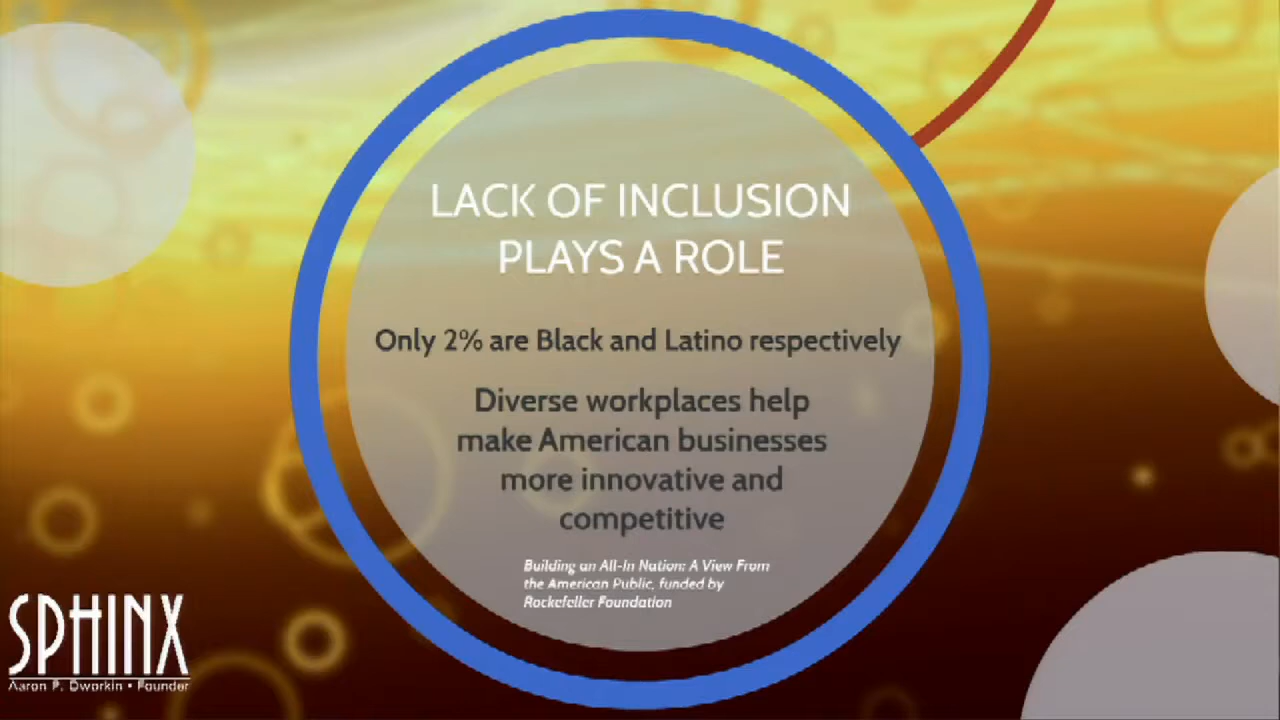 LACK OF INCLUSION
PLAYS A ROLE
Only 2% are Black and Latino respectively
Diverse workplaces help
make American businesses
more innovative and
competitive
Building an All-In Nation: A View From
the American Public, funded by
Rockefeller Foundation
SPHINX
Aaron P. Dworkin • Founder